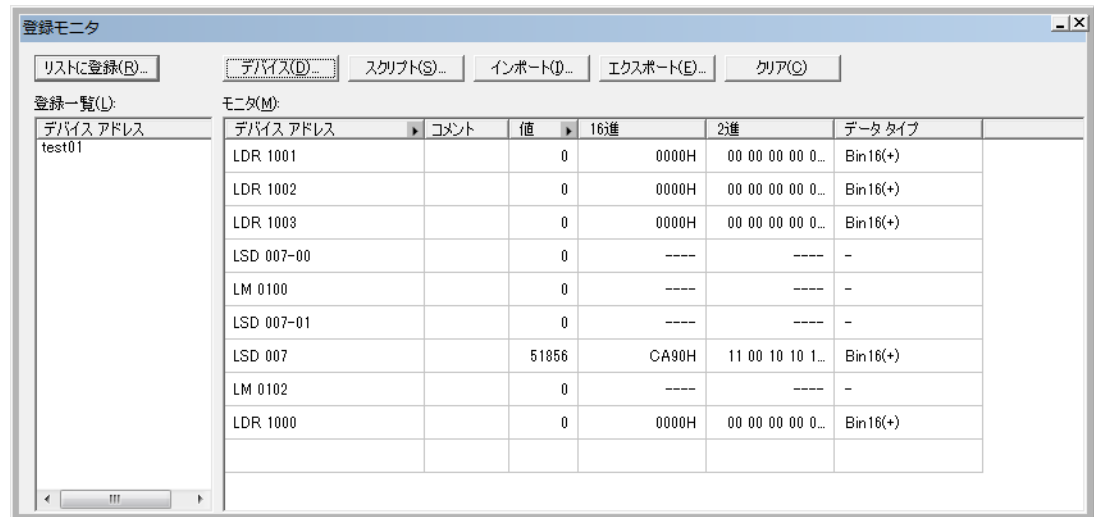 登録モニタ
リストに登録(R)... デバイス(D)... スクリプト(S)... インポート(I)... エクスポート(E)... クリア(C)
登録一覧(L): モニタ(M):
デバイス アドレス デバイス アドレス コメント 値 16進 2進 データ タイプ
test01
LDR 1001 0 0000H 00 00 00 00 0... Bin16(+)
LDR 1002 0 0000H 00 00 00 00 0... Bin16(+)
LDR 1003 0 0000H 00 00 00 00 0... Bin16(+)
LSD 007-00 0 ---- ---- -
LM 0100 0 ---- ---- -
LSD 007-01 0 ---- ---- -
LSD 007 51856 CA90H 11 00 10 10 1... Bin16(+)
LM 0102 0 ---- ---- -
LDR 1000 0 0000H 00 00 00 00 0... Bin16(+)